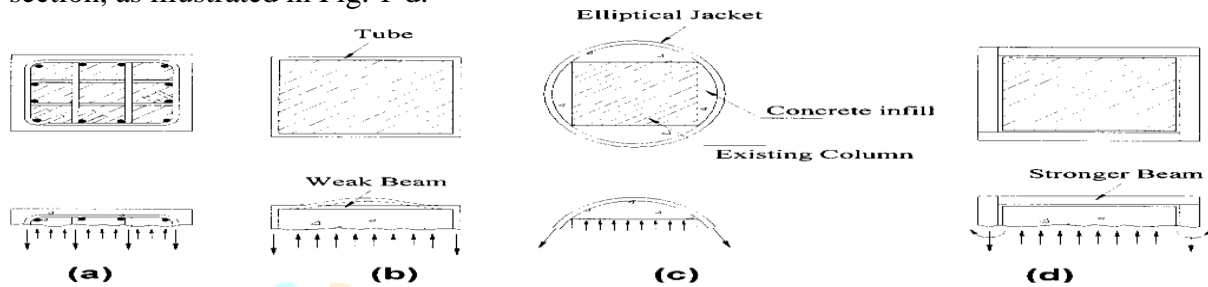 section, as illustrated in Fig. 1-d.
Tube
Elliptical Jacket
Concrete infill
Existing Column
Weak Beam
Stronger Beam
(a) (b) (c) (d)